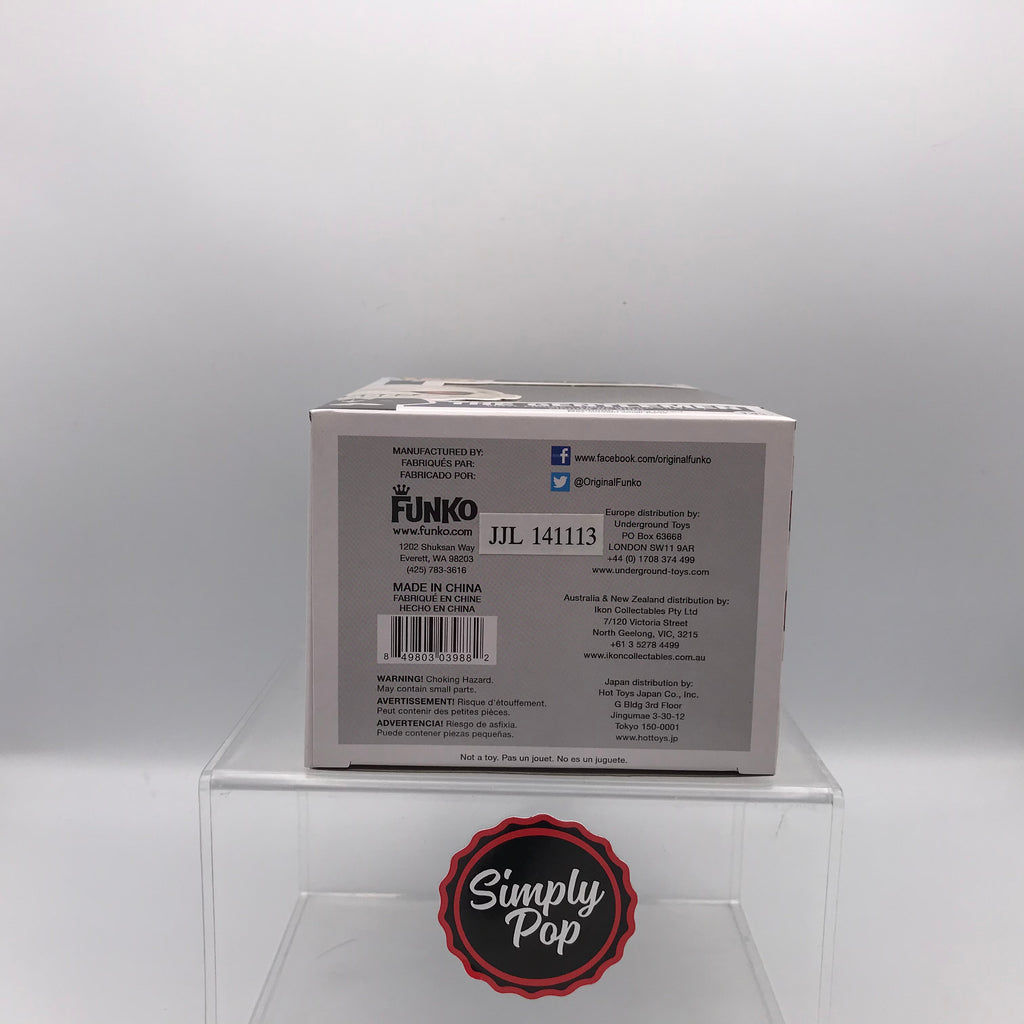 MANUFACTURED BY:
FABRIQUÉS PAR:
FABRICADO POR:
FUNKO
www.funko.com
1202 Shuksan Way
Everett, WA 98203
(425) 783-3616
MADE IN CHINA
FABRIQUÉ EN CHINE
HECHO EN CHINA
8 49803 03988 2
WARNING! Choking Hazard.
May contain small parts.
AVERTISSEMENT! Risque d'étouffement.
Peut contenir des petites pièces.
ADVERTENCIA! Riesgo de asfixia.
Puede contener piezas pequeñas.
JJL 141113
f www.facebook.com/originalfunko
@OriginalFunko
Europe distribution by:
Underground Toys
PO Box 63668
LONDON SW11 9AR
+44 (0) 1708 374 499
www.underground-toys.com
Australia & New Zealand distribution by:
Ikon Collectables Pty Ltd
7/120 Victoria Street
North Geelong, VIC, 3215
+61 3 5278 4499
www.ikoncollectables.com.au
Japan distribution by:
Hot Toys Japan Co., Inc.
G Bldg 3rd Floor
Jingumae 3-30-12
Tokyo 150-0001
www.hottoys.jp
Not a toy. Pas un jouet. No es un juguete.
Simply
Pop